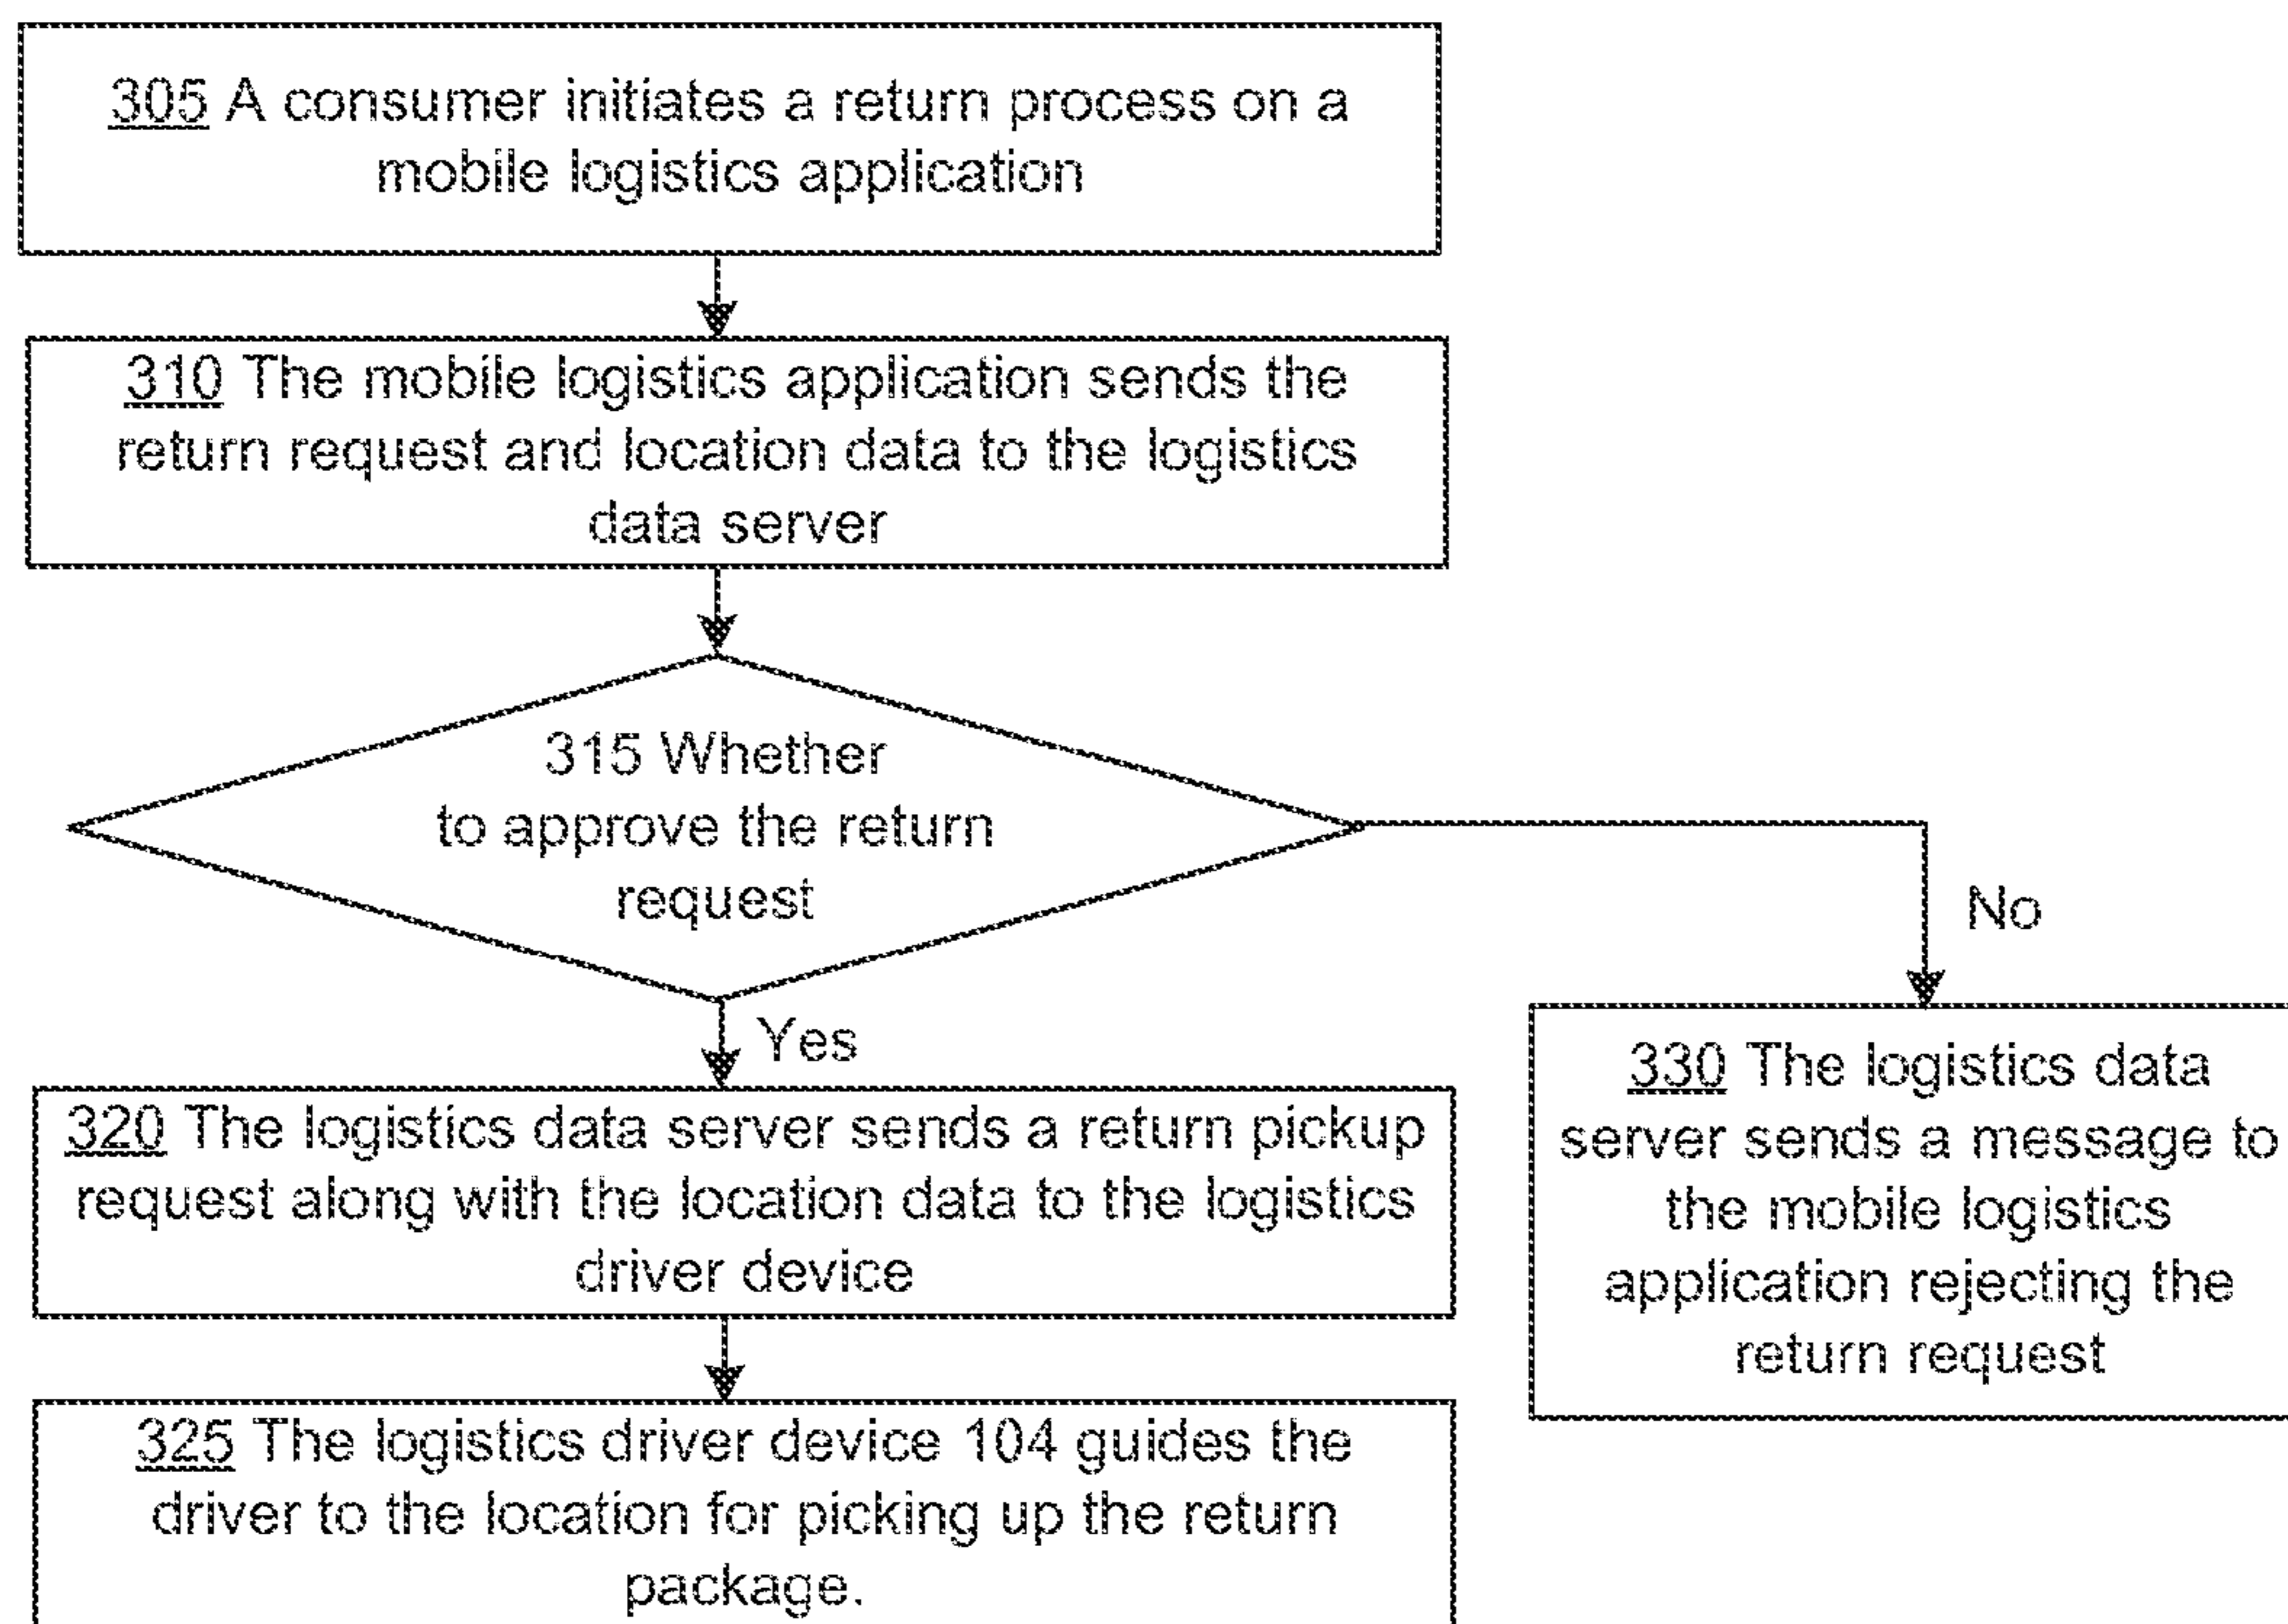 305 A consumer initiates a return process on a
mobile logistics application
310 The mobile logistics application sends the
return request and location data to the logistics
data server
315 Whether
to approve the return
request
No
Yes
320 The logistics data server sends a return pickup
request along with the location data to the logistics
driver device
330 The logistics data
server sends a message to
the mobile logistics
application rejecting the
return request
325 The logistics driver device 104 guides the
driver to the location for picking up the return
package.